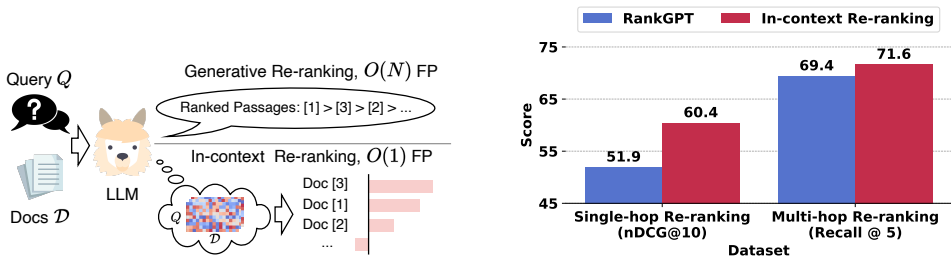 Query Q
?
Docs D
LLM
Generative Re-ranking, O(N) FP
Ranked Passages: [1] > [3] > [2] > ...
In-context Re-ranking, O(1) FP
Q
D
Doc [3]
Doc [1]
Doc [2]
...
RankGPT
In-context Re-ranking
Score
75
65
55
45
51.9
60.4
69.4
71.6
Single-hop Re-ranking
(nDCG@10)
Multi-hop Re-ranking
(Recall @ 5)
Dataset